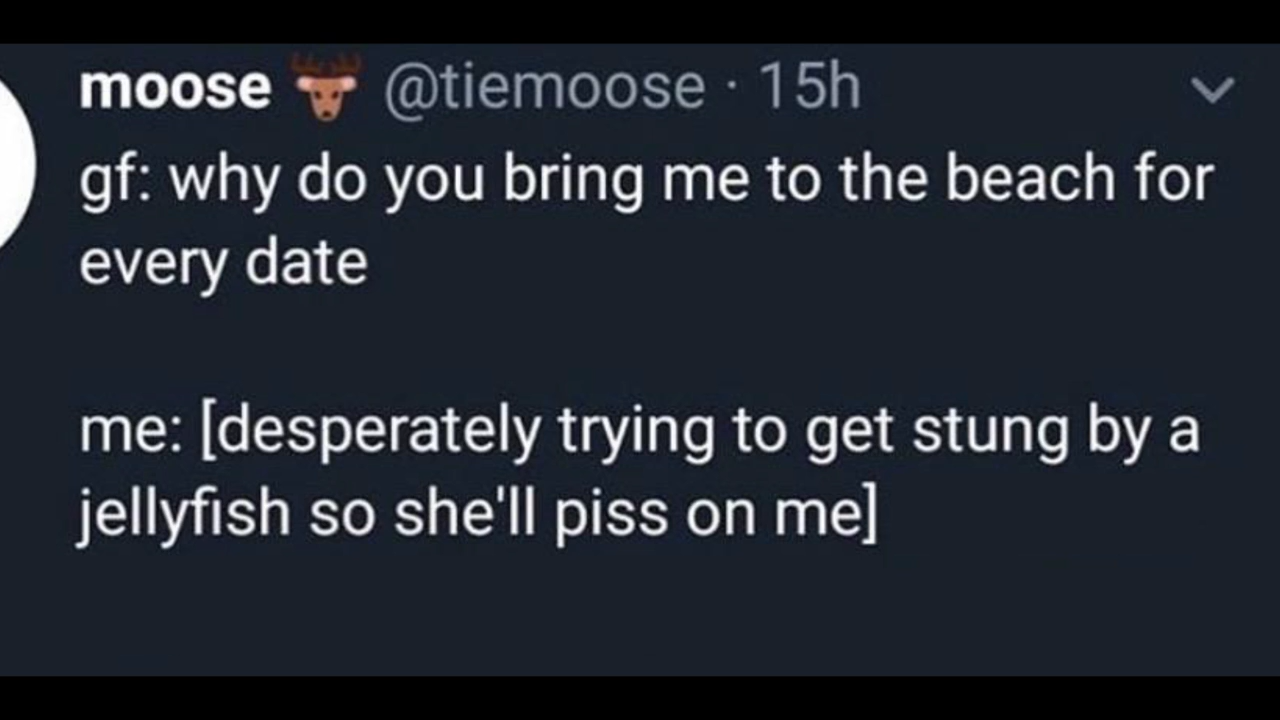 moose 🦌 @tiemoose · 15h
gf: why do you bring me to the beach for
every date
me: [desperately trying to get stung by a
jellyfish so she'll piss on me]